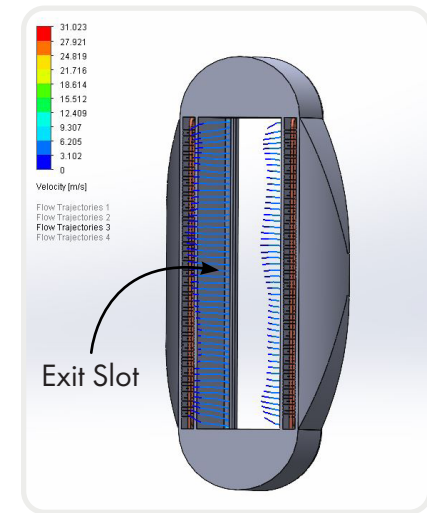 31.023
27.921
24.819
21.716
18.614
15.512
12.409
9.307
6.205
3.102
0
Velocity [m/s]
Flow Trajectories 1
Flow Trajectories 2
Flow Trajectories 3
Flow Trajectories 4
Exit Slot